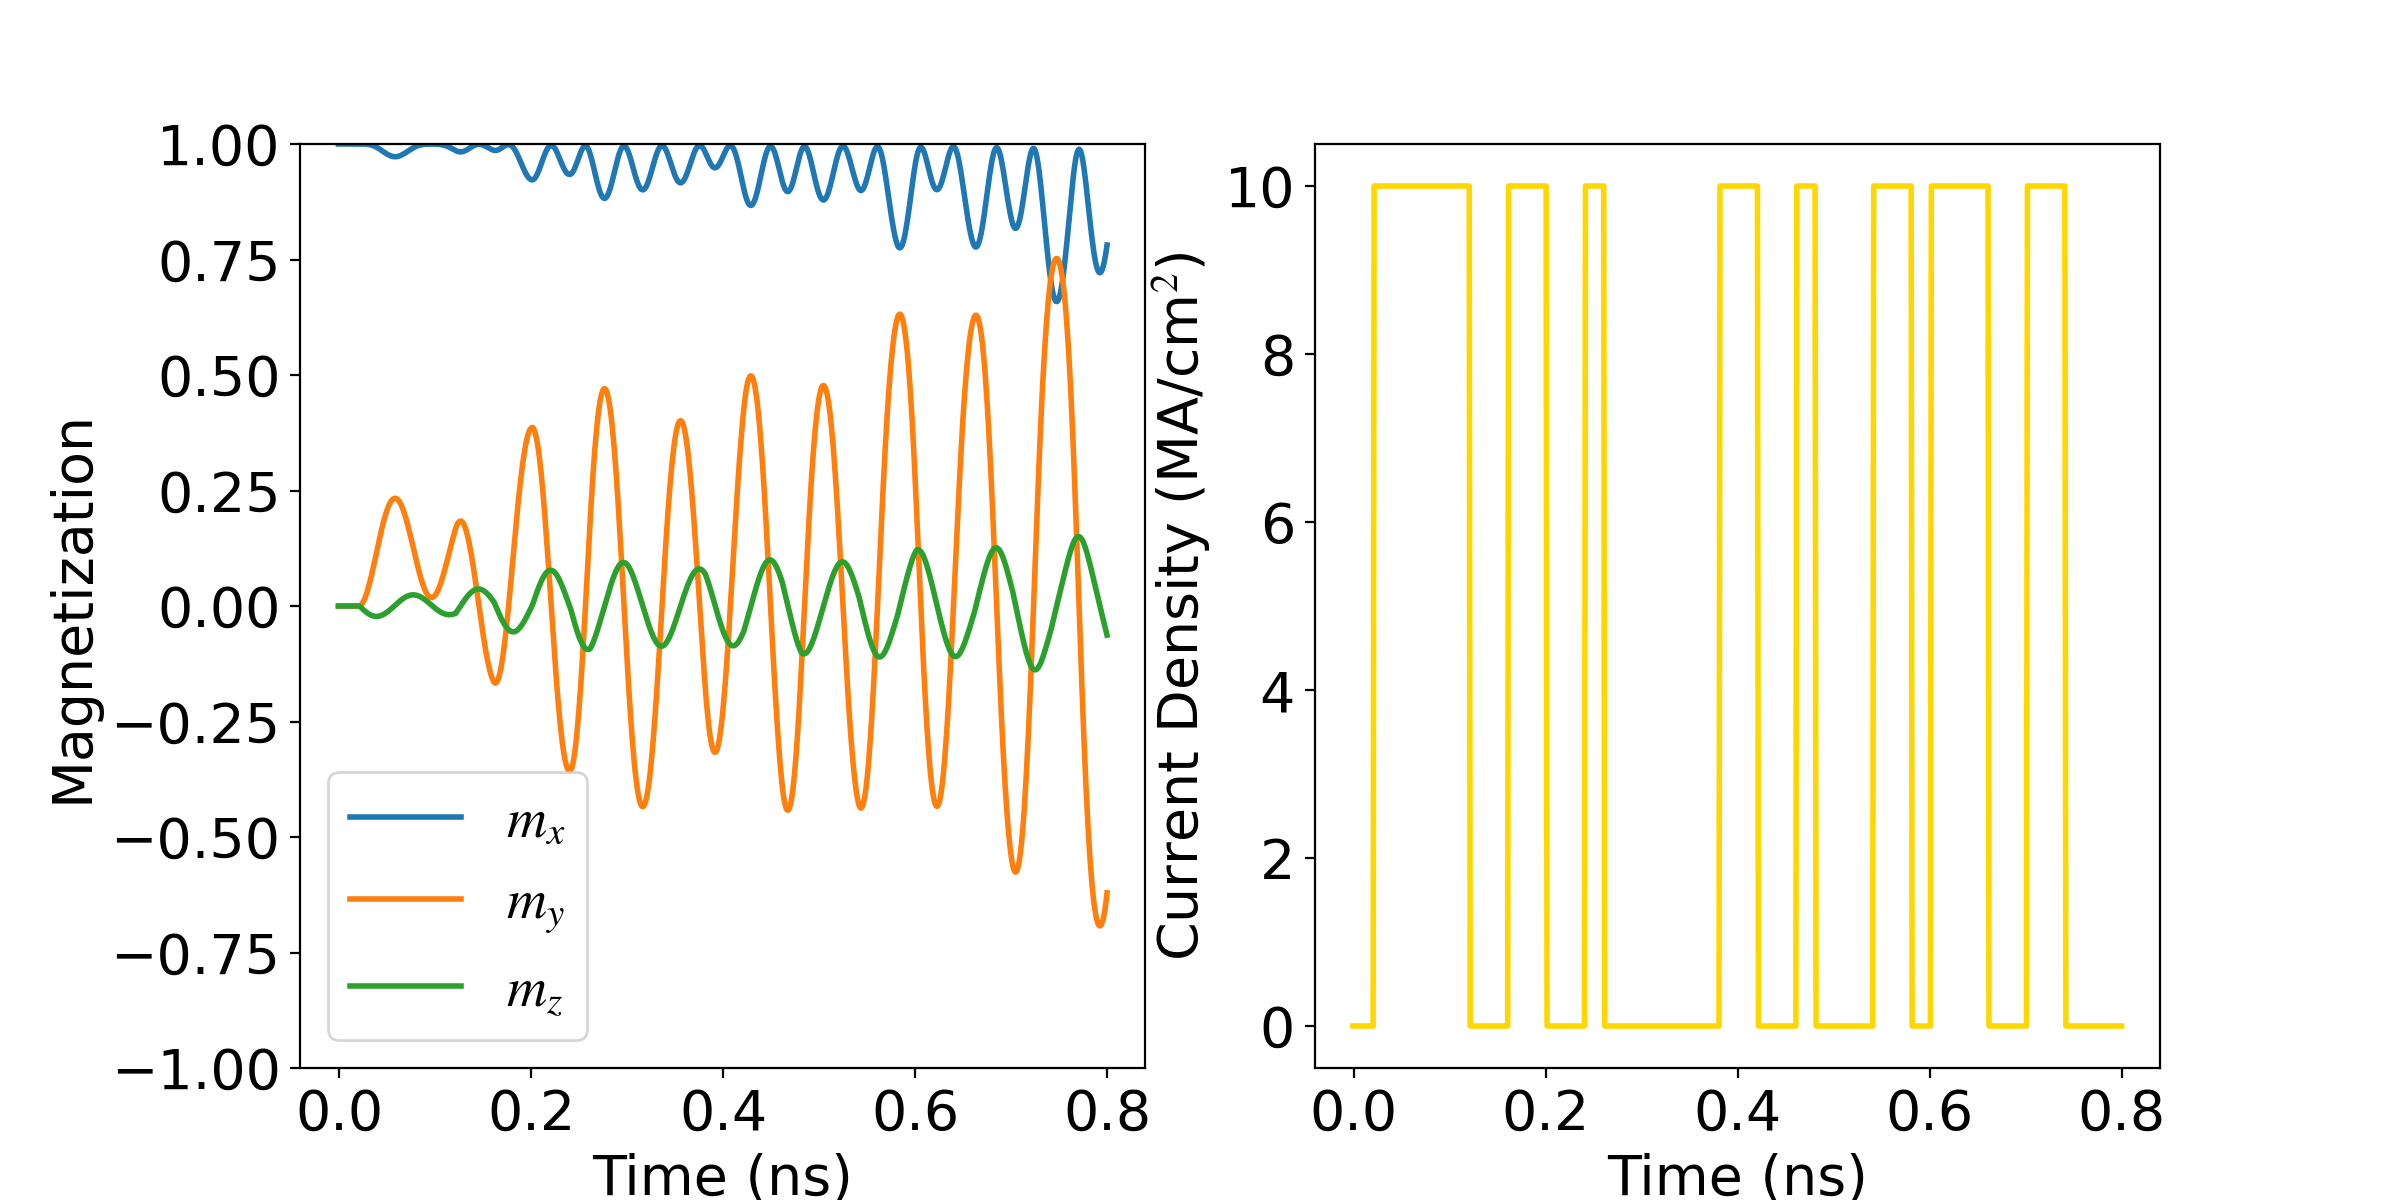 Magnetization
1.00
0.75
0.50
0.25
0.00
−0.25
−0.50
−0.75
−1.00
m_x
m_y
m_z
0.0 0.2 0.4 0.6 0.8
Time (ns)
Current Density (MA/cm²)
10
8
6
4
2
0
0.0 0.2 0.4 0.6 0.8
Time (ns)